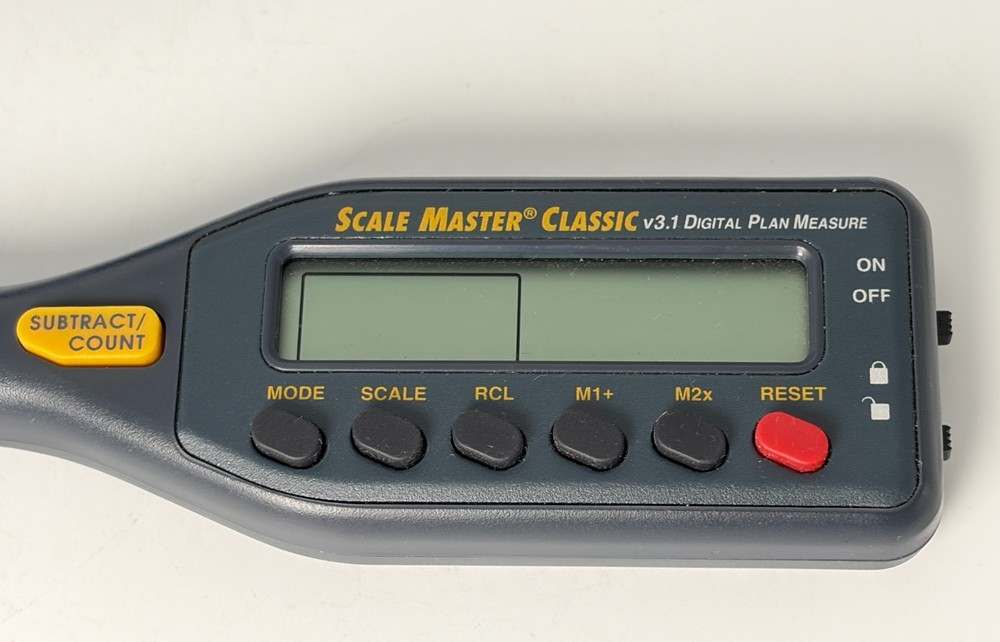 SCALE MASTER® CLASSIC v3.1 DIGITAL PLAN MEASURE
ON
OFF
SUBTRACT/
COUNT
MODE SCALE RCL M1+ M2x RESET